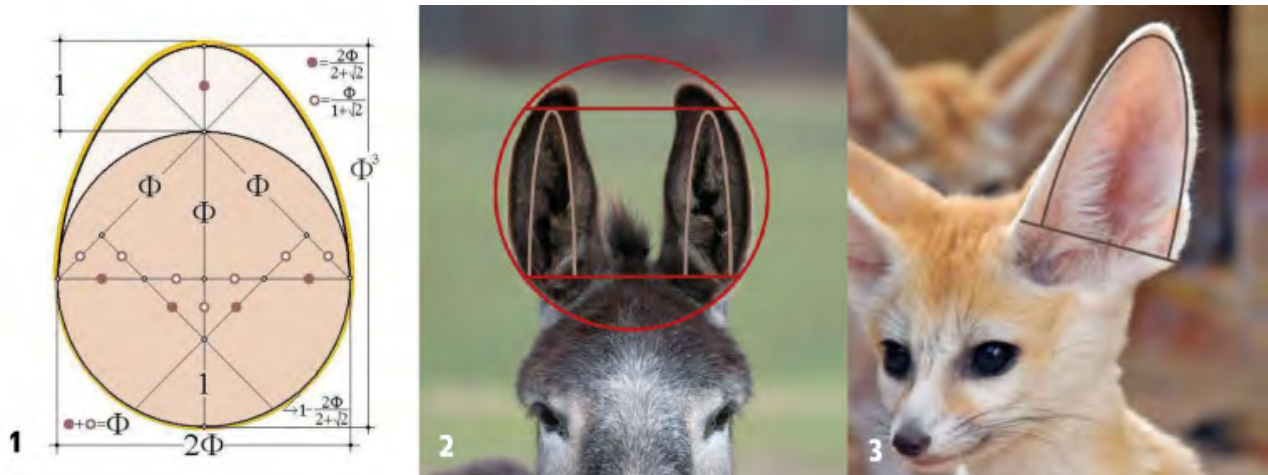 1
● = 2Φ / 2+√2
○ = Φ / 1+√2
Φ³
Φ
Φ
Φ
1
→1- 2Φ / 2+√2
●+○=Φ
2Φ
1
2
3